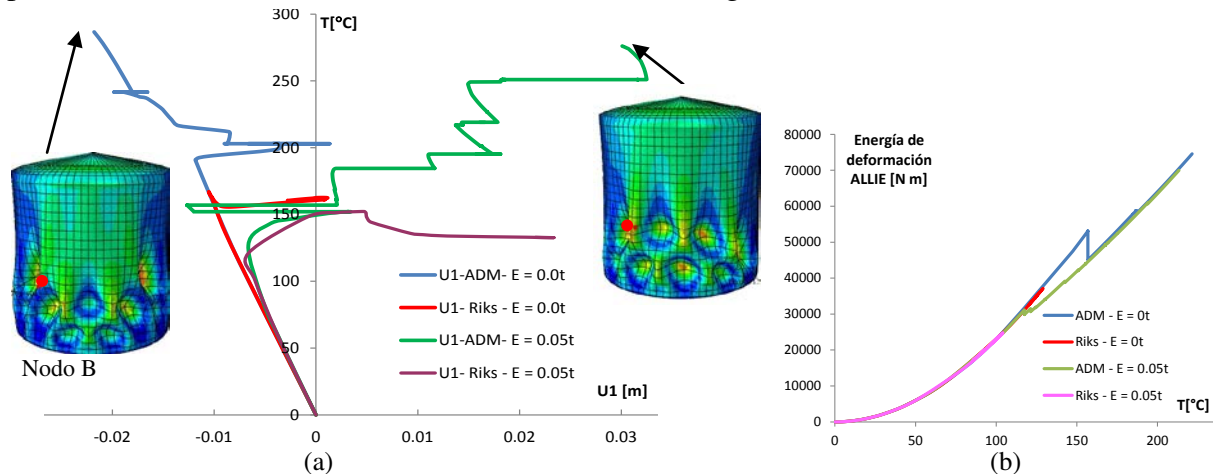 T[°C]
300
250
200
150
100
50
0
-0.02
-0.01
0
0.01
0.02
0.03
U1 [m]
U1-ADM- E = 0.0t
U1- Riks - E = 0.0t
U1-ADM- E = 0.05t
U1- Riks - E = 0.05t
Nodo B
(a)
Energía de
deformación
ALLIE [N m]
80000
70000
60000
50000
40000
30000
20000
10000
0
0
50
100
150
200
T[°C]
ADM - E = 0t
Riks - E = 0t
ADM - E = 0.05t
Riks - E = 0.05t
(b)